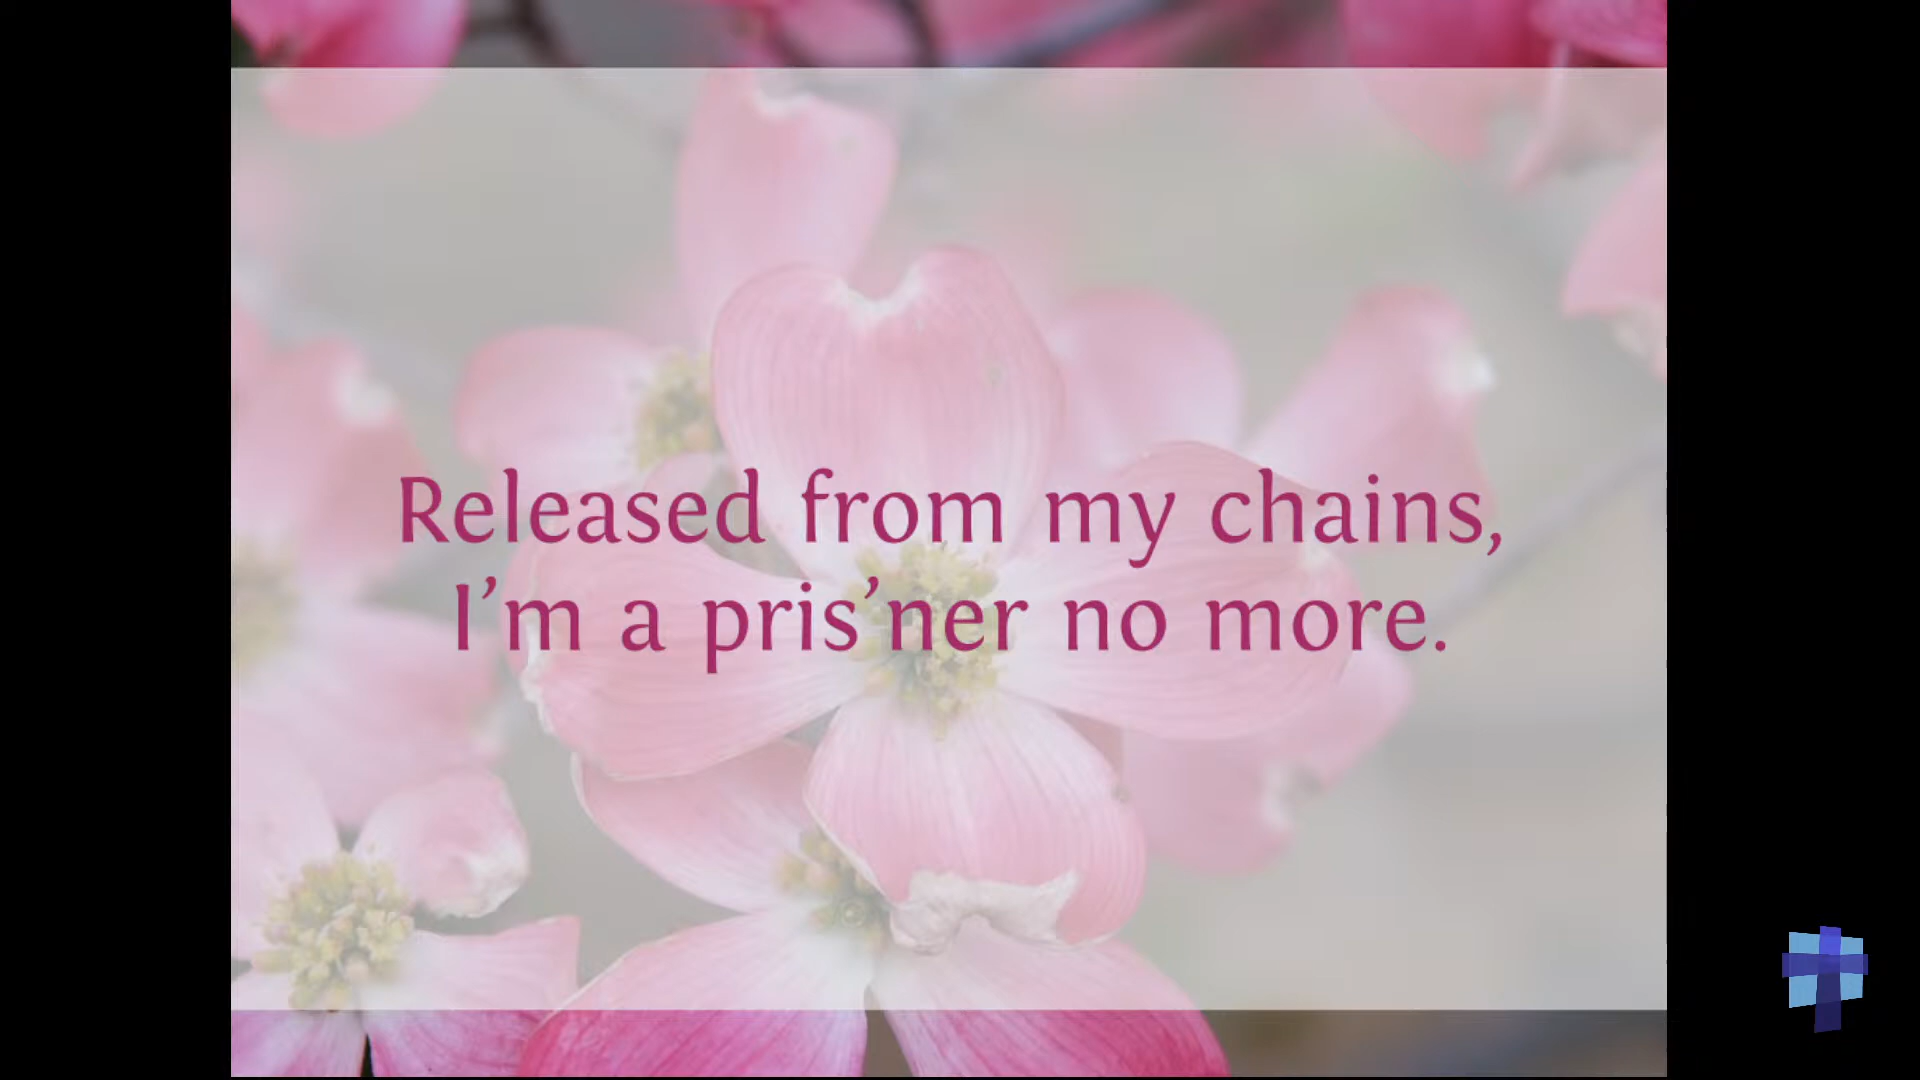 Released from my chains,
I’m a pris’ner no more.